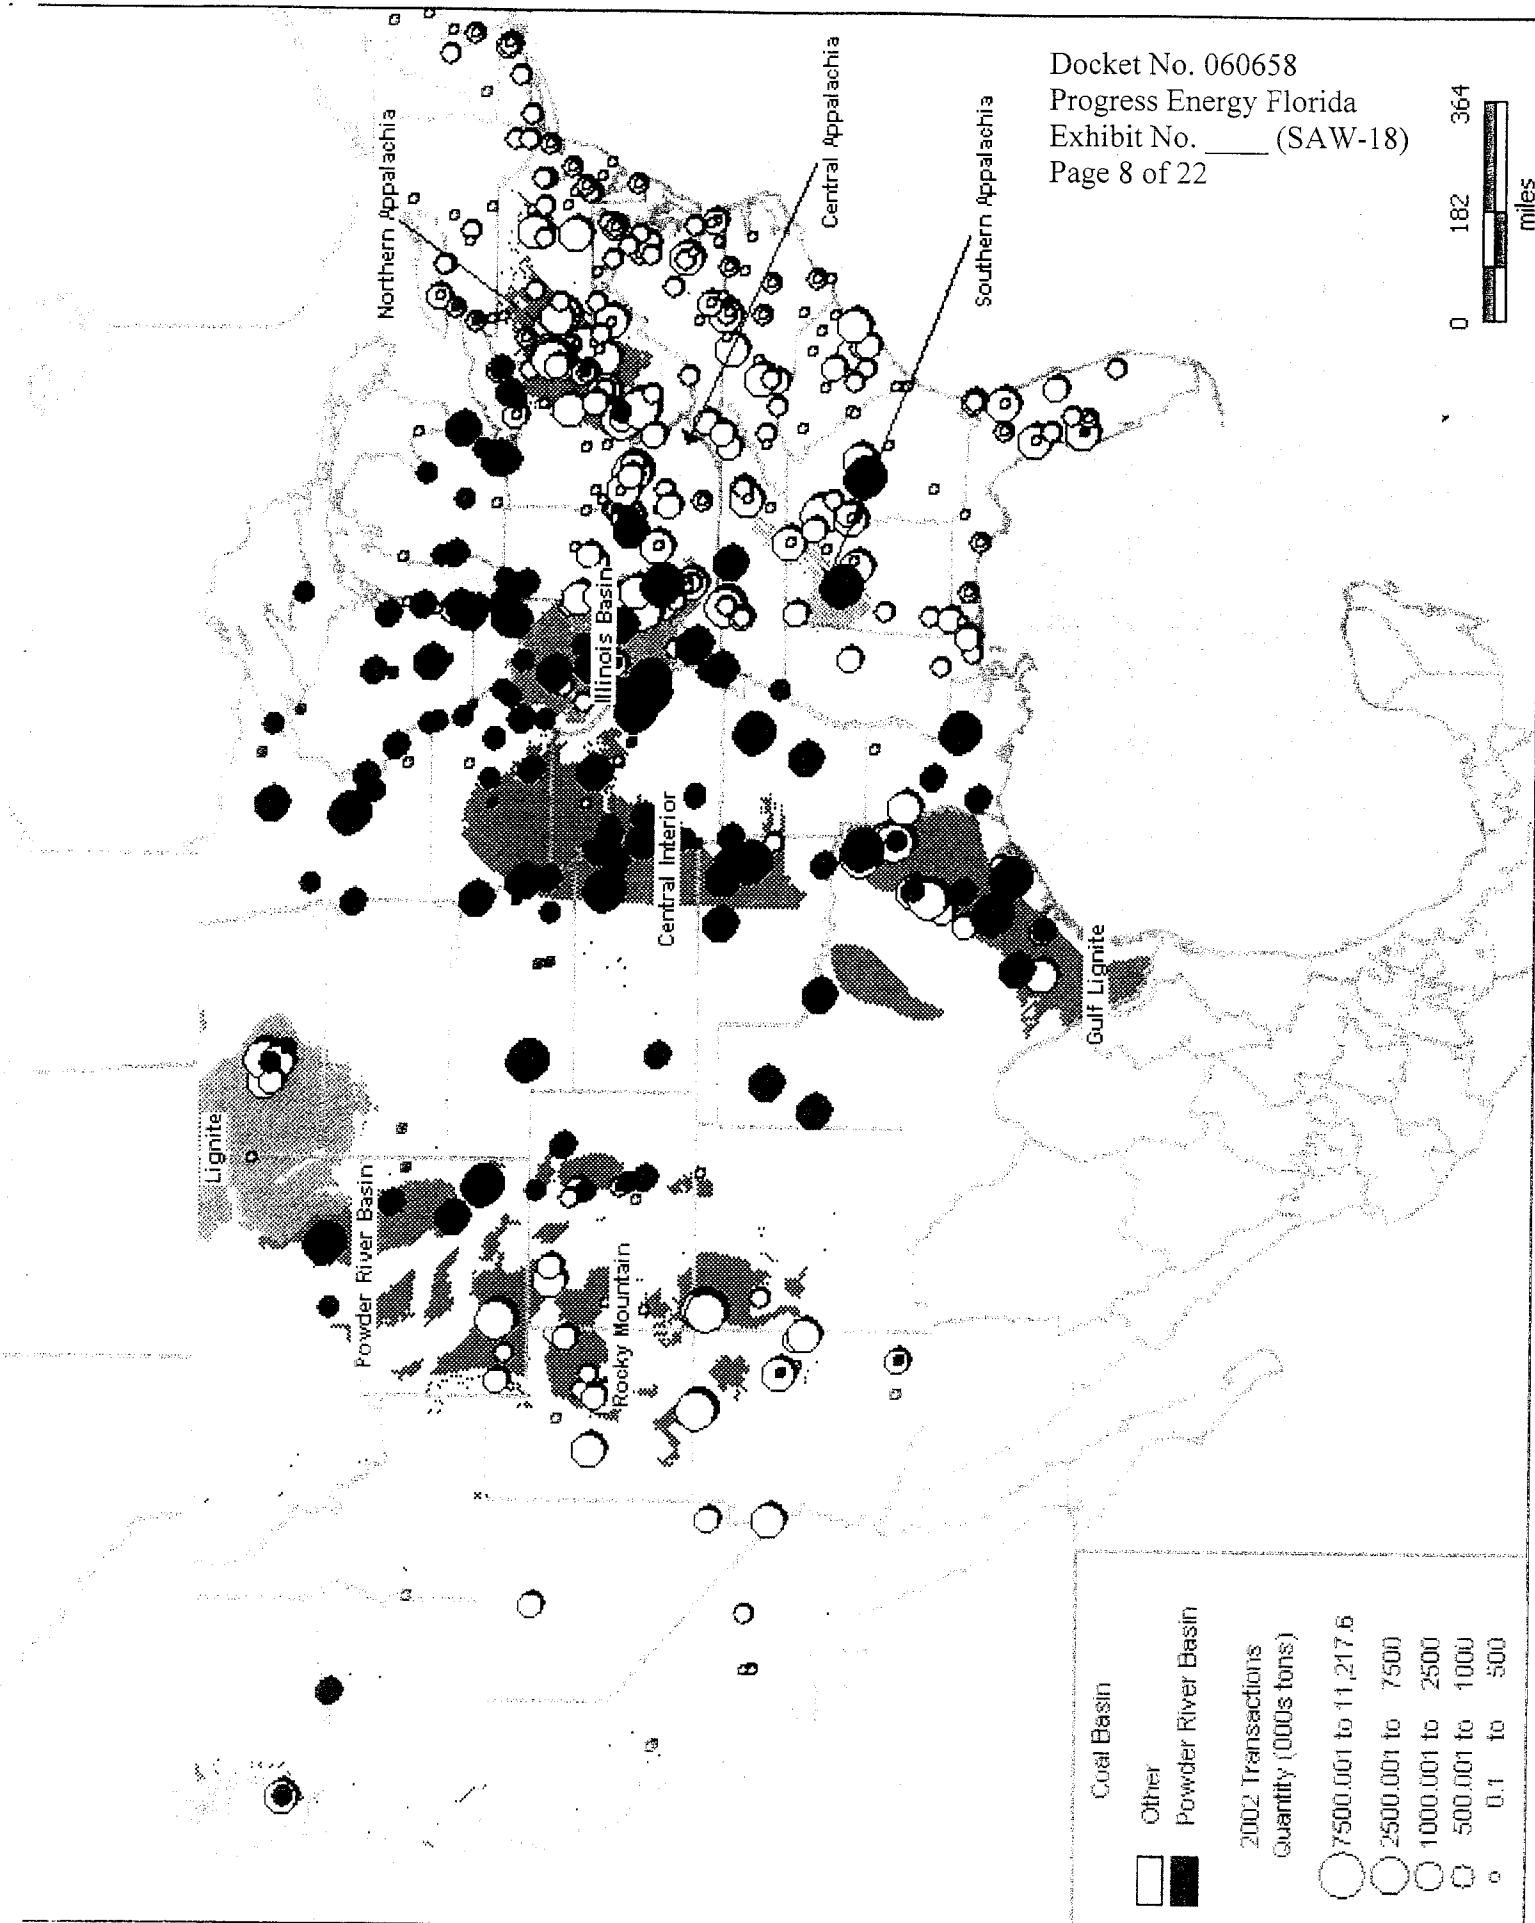 Docket No. 060658
Progress Energy Florida
Exhibit No. ____ (SAW-18)
Page 8 of 22
Northern Appalachia
Central Appalachia
Southern Appalachia
Illinois Basin
Central Interior
Gulf Lignite
Lignite
Powder River Basin
Rocky Mountain
0 182 364
miles
Coal Basin
Other
Powder River Basin
2002 Transactions
Quantity (000s tons)
7500.001 to 11,217.6
2500.001 to 7500
1000.001 to 2500
500.001 to 1000
0.1 to 500